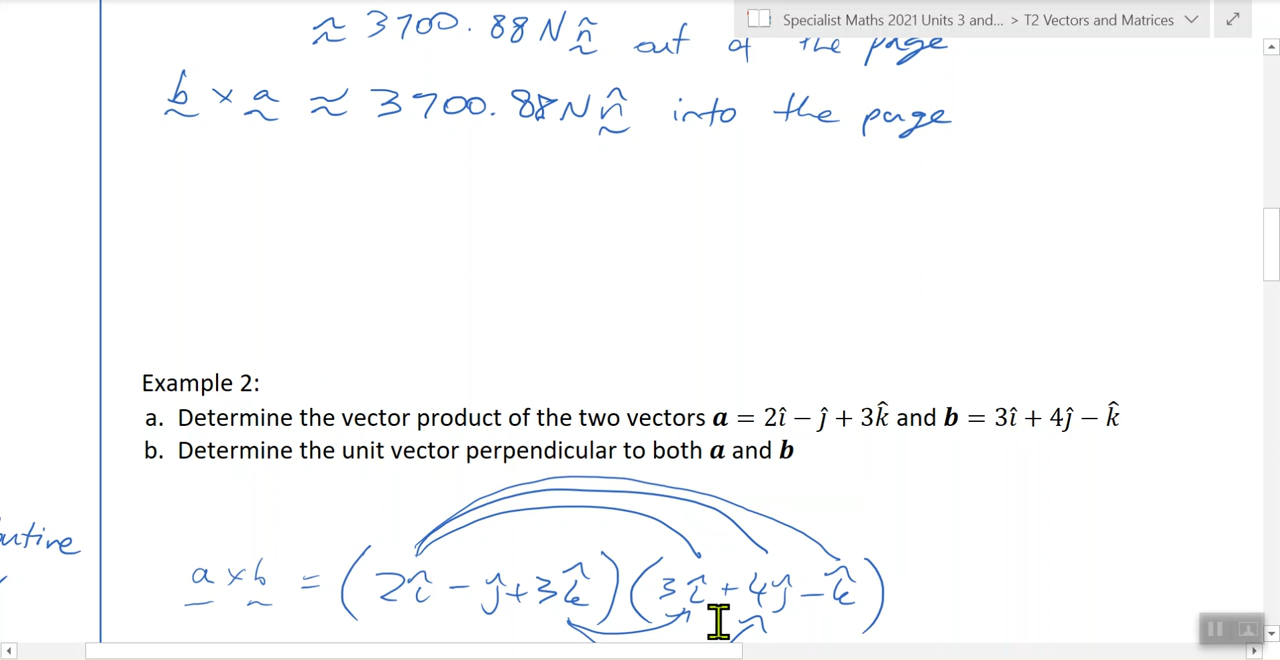 Specialist Maths 2021 Units 3 and... > T2 Vectors and Matrices
≈ 3700.88 N n̂ out of the page
b × a ≈ 3700.88 N n̂ into the page
Example 2:
a. Determine the vector product of the two vectors a = 2î − ĵ + 3k̂ and b = 3î + 4ĵ − k̂
b. Determine the unit vector perpendicular to both a and b
a × b = (2î − ĵ + 3k̂)(3î + 4ĵ − k̂)